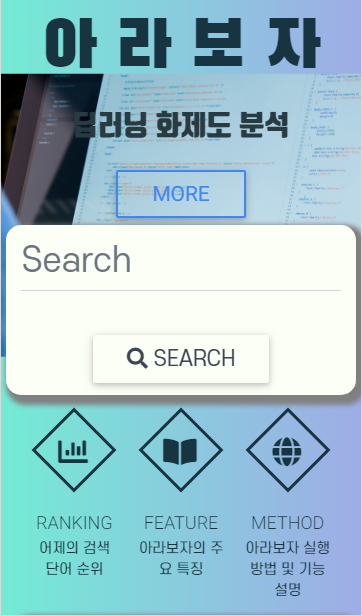 아라보자
딥러닝 화제도 분석
MORE
Search
SEARCH
RANKING
어제의 검색
단어 순위
FEATURE
아라보자의 주
요 특징
METHOD
아라보자 실행
방법 및 기능
설명